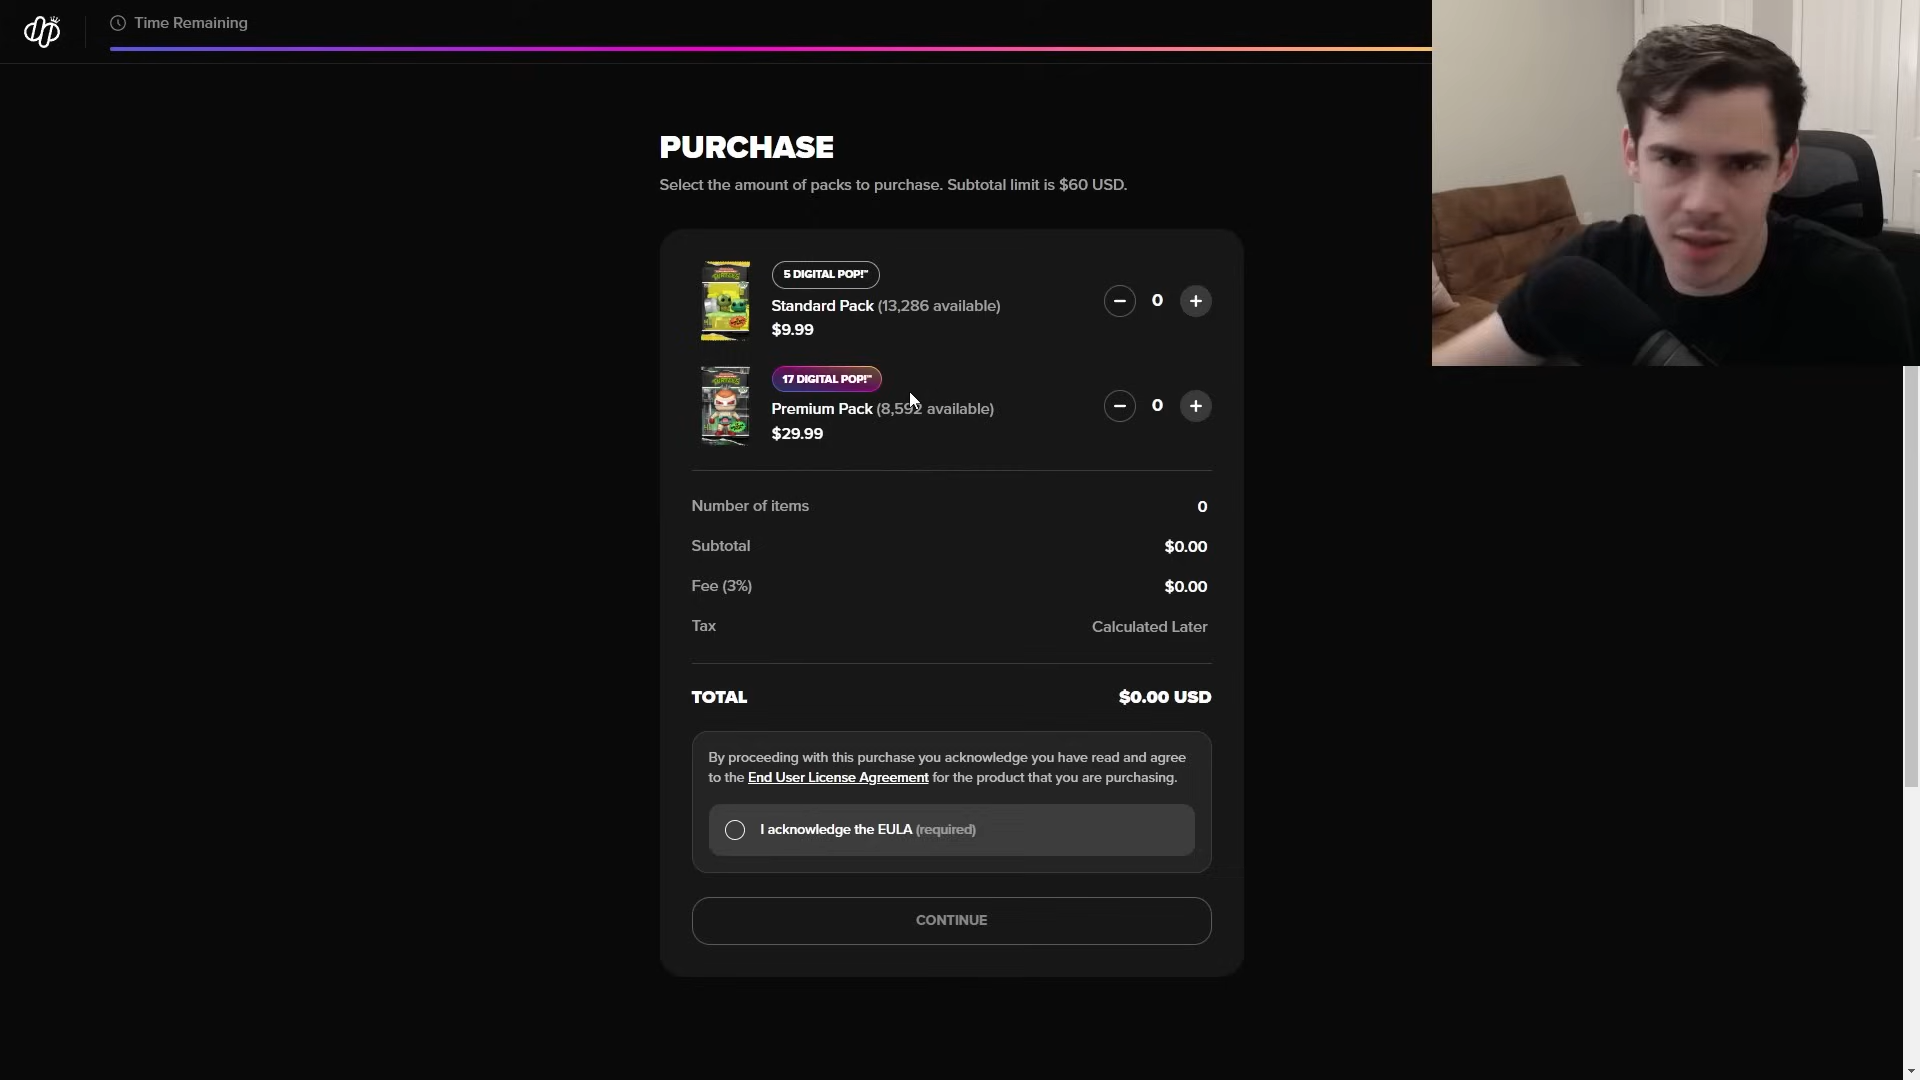 Time Remaining
PURCHASE
Select the amount of packs to purchase. Subtotal limit is $60 USD.
5 DIGITAL POP!™
Standard Pack (13,286 available)
$9.99
0
17 DIGITAL POP!™
Premium Pack (8,592 available)
$29.99
0
Number of items 0
Subtotal $0.00
Fee (3%) $0.00
Tax Calculated Later
TOTAL $0.00 USD
By proceeding with this purchase you acknowledge you have read and agree
to the End User License Agreement for the product that you are purchasing.
I acknowledge the EULA (required)
CONTINUE